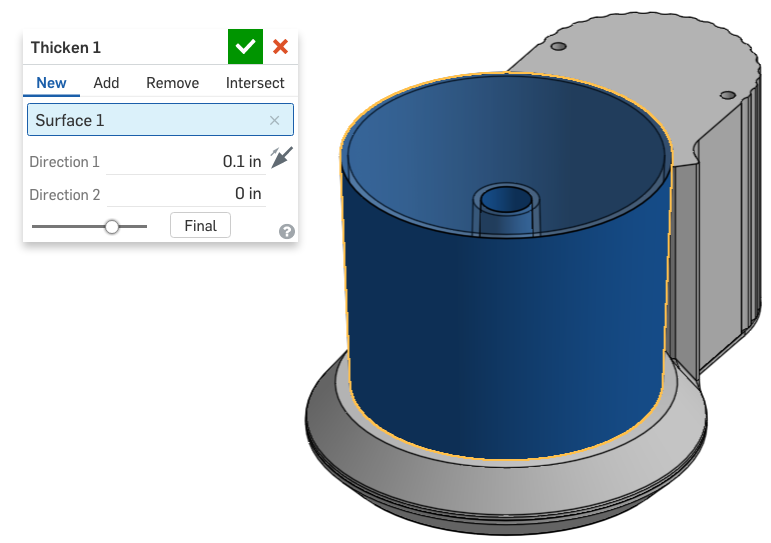 Thicken 1
New Add Remove Intersect
Surface 1
Direction 1 0.1 in
Direction 2 0 in
Final
?